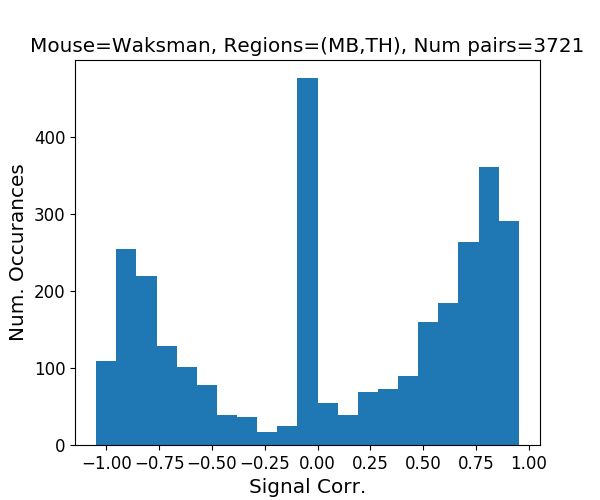 Mouse=Waksman, Regions=(MB,TH), Num pairs=3721
Num. Occurances
400
300
200
100
0
−1.00 −0.75 −0.50 −0.25 0.00 0.25 0.50 0.75 1.00
Signal Corr.